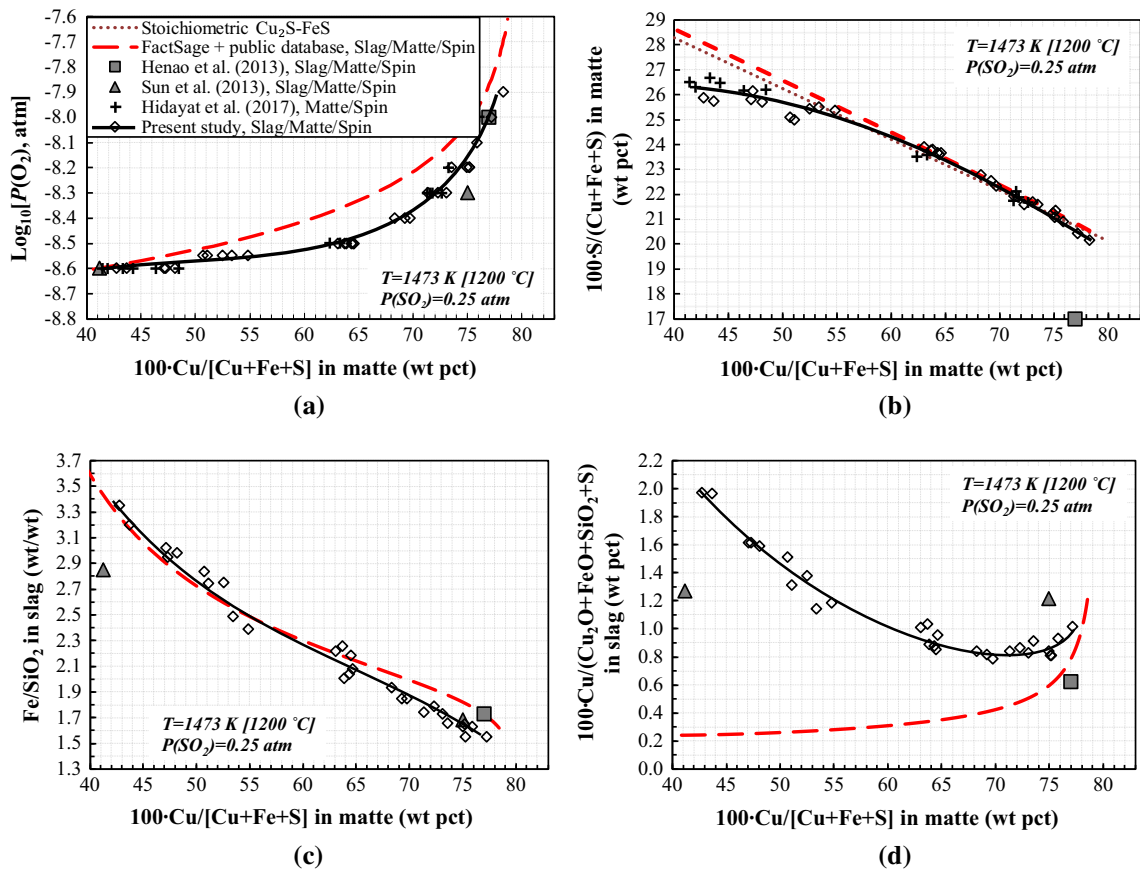 -7.6
-7.7
-7.8
-7.9
-8.0
-8.1
-8.2
-8.3
-8.4
-8.5
-8.6
-8.7
-8.8
Log₁₀[P(O₂), atm]
Stoichiometric Cu₂S-FeS
FactSage + public database, Slag/Matte/Spin
Henao et al. (2013), Slag/Matte/Spin
Sun et al. (2013), Slag/Matte/Spin
Hidayat et al. (2017), Matte/Spin
Present study, Slag/Matte/Spin
T=1473 K [1200 °C]
P(SO₂)=0.25 atm
40 45 50 55 60 65 70 75 80
100·Cu/[Cu+Fe+S] in matte (wt pct)
(a)
30
29
28
27
26
25
24
23
22
21
20
19
18
17
100·S/(Cu+Fe+S) in matte
(wt pct)
T=1473 K [1200 °C]
P(SO₂)=0.25 atm
40 45 50 55 60 65 70 75 80
100·Cu/[Cu+Fe+S] in matte (wt pct)
(b)
3.7
3.5
3.3
3.1
2.9
2.7
2.5
2.3
2.1
1.9
1.7
1.5
1.3
Fe/SiO₂ in slag (wt/wt)
T=1473 K [1200 °C]
P(SO₂)=0.25 atm
40 45 50 55 60 65 70 75 80
100·Cu/[Cu+Fe+S] in matte (wt pct)
(c)
2.2
2.0
1.8
1.6
1.4
1.2
1.0
0.8
0.6
0.4
0.2
0.0
100·Cu/(Cu₂O+FeO+SiO₂+S)
in slag (wt pct)
T=1473 K [1200 °C]
P(SO₂)=0.25 atm
40 45 50 55 60 65 70 75 80
100·Cu/[Cu+Fe+S] in matte (wt pct)
(d)